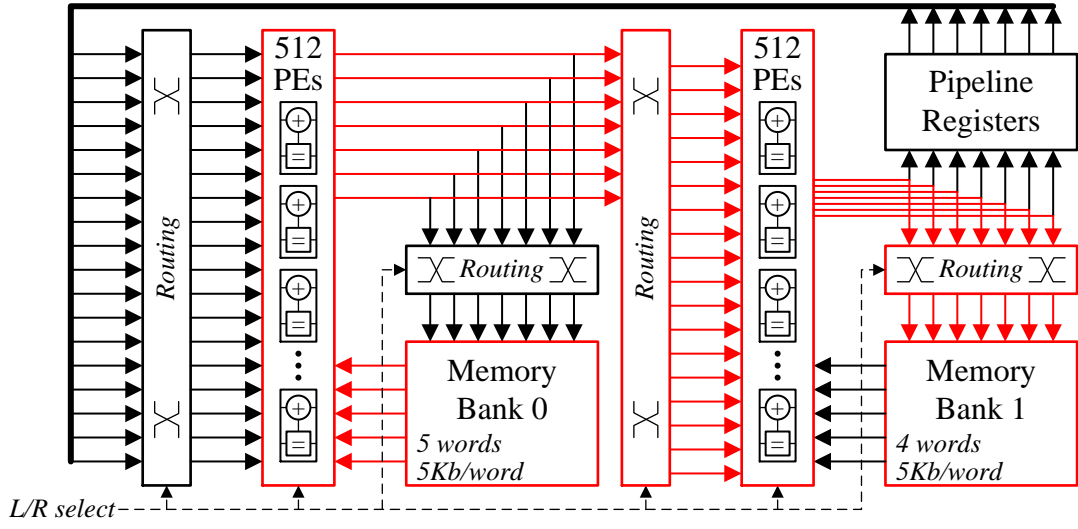 512
PEs
512
PEs
Pipeline
Registers
Routing
Routing
Routing
Routing
Memory
Bank 0
5 words
5Kb/word
Memory
Bank 1
4 words
5Kb/word
L/R select